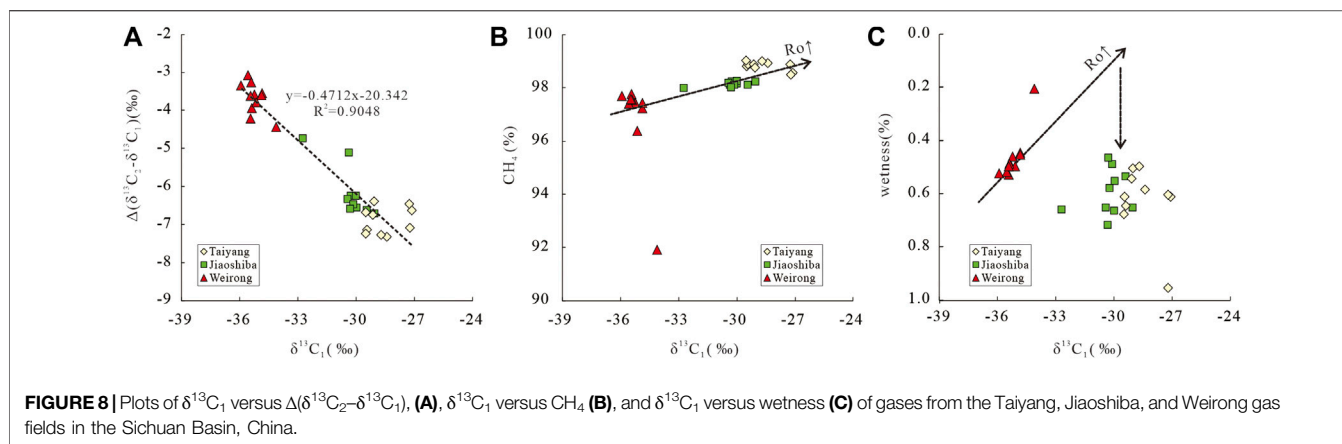 A
-2
-3
-4
-5
-6
-7
-8
-9
Δ(δ¹³C₂-δ¹³C₁)(‰)
y=-0.4712x-20.342
R²=0.9048
Taiyang
Jiaoshiba
Weirong
-39 -36 -33 -30 -27 -24
δ¹³C₁(‰)
B
100
98
96
94
92
90
CH₄(%)
Ro↑
Taiyang
Jiaoshiba
Weirong
-39 -36 -33 -30 -27 -24
δ¹³C₁(‰)
C
0.0
0.2
0.4
0.6
0.8
1.0
wetness(%)
Ro↑
Taiyang
Jiaoshiba
Weirong
-39 -36 -33 -30 -27 -24
δ¹³C₁(‰)
FIGURE 8 | Plots of δ¹³C₁ versus Δ(δ¹³C₂–δ¹³C₁), (A), δ¹³C₁ versus CH₄ (B), and δ¹³C₁ versus wetness (C) of gases from the Taiyang, Jiaoshiba, and Weirong gas
fields in the Sichuan Basin, China.